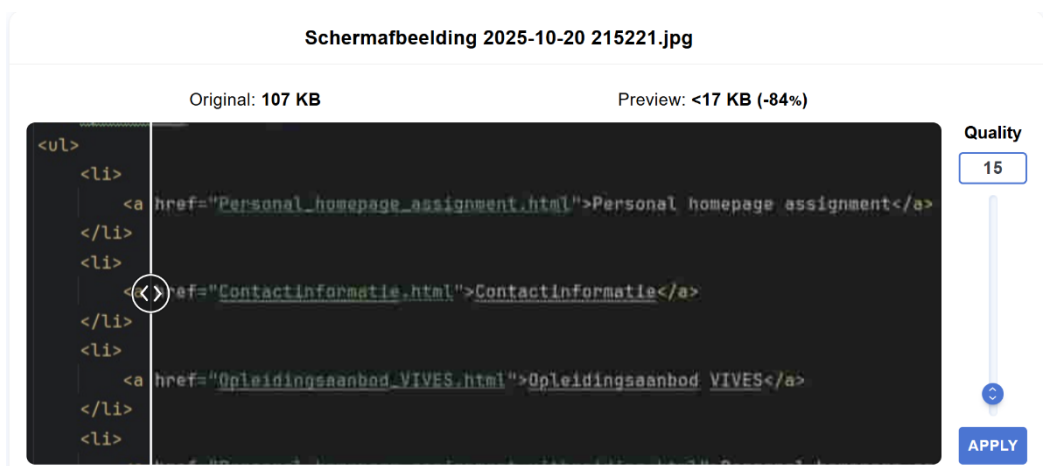 Schermafbeelding 2025-10-20 215221.jpg
Original: 107 KB
Preview: <17 KB (-84%)
Quality
15
<ul>
<li>
<a href="Personal_homepage_assignment.html">Personal homepage assignment</a>
</li>
<li>
<a href="Contactinformatie.html">Contactinformatie</a>
</li>
<li>
<a href="Opleidingsaanbod_VIVES.html">Opleidingsaanbod VIVES</a>
</li>
<li>
APPLY